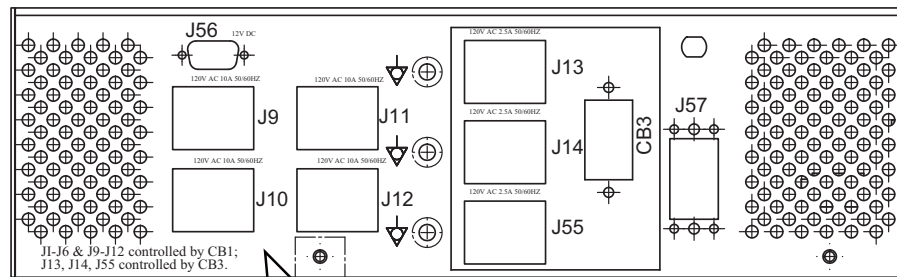 J56
12V DC
120V AC 10A 50/60HZ
J9
120V AC 10A 50/60HZ
J11
120V AC 10A 50/60HZ
J10
120V AC 10A 50/60HZ
J12
120V AC 2.5A 50/60HZ
J13
120V AC 2.5A 50/60HZ
J14
120V AC 2.5A 50/60HZ
J55
CB3
J57
J1-J6 & J9-J12 controlled by CB1;
J13, J14, J55 controlled by CB3.